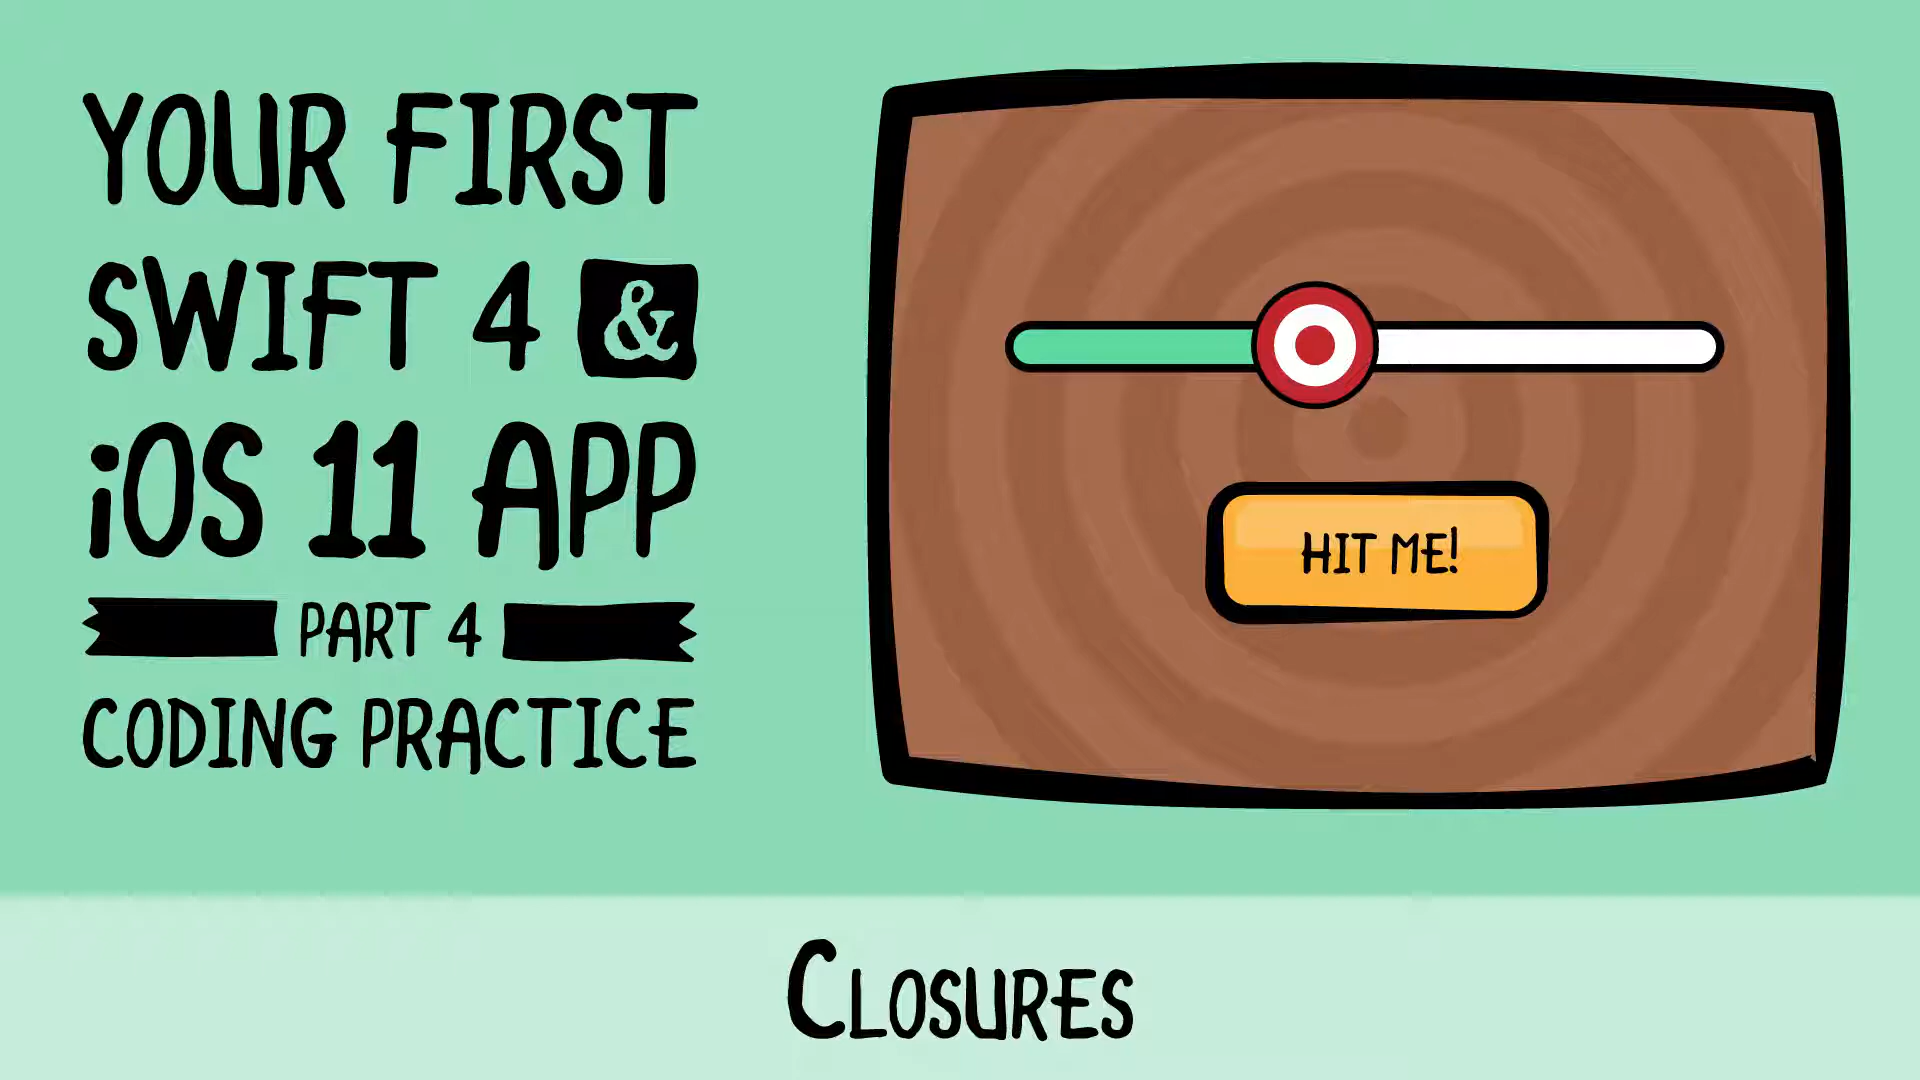 YOUR FIRST
SWIFT 4 &
iOS 11 APP
PART 4
CODING PRACTICE
HIT ME!
CLOSURES